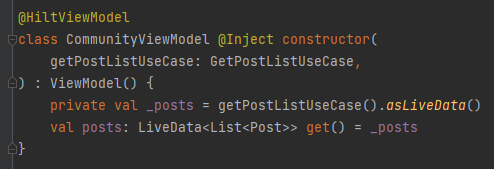 @HiltViewModel
class CommunityViewModel @Inject constructor(
    getPostListUseCase: GetPostListUseCase,
) : ViewModel() {
    private val _posts = getPostListUseCase().asLiveData()
    val posts: LiveData<List<Post>> get() = _posts
}